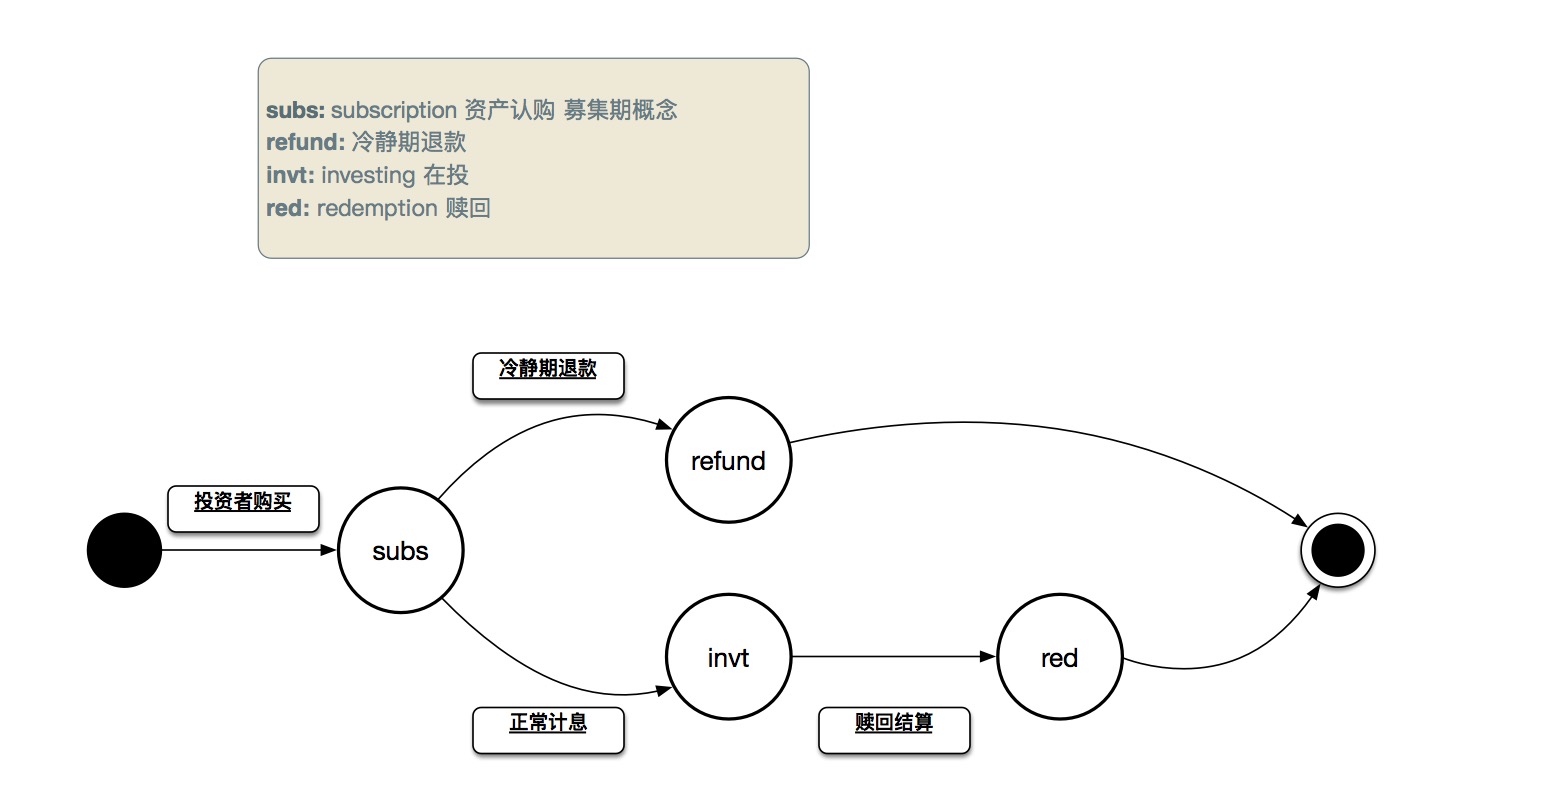 subs: subscription 资产认购 募集期概念
refund: 冷静期退款
invt: investing 在投
red: redemption 赎回
冷静期退款
refund
投资者购买
subs
invt
red
正常计息
赎回结算